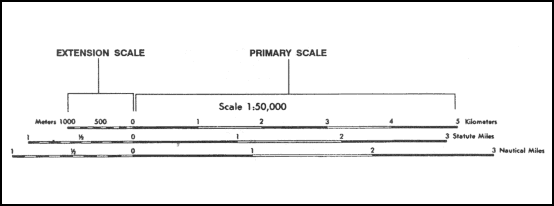 EXTENSION SCALE PRIMARY SCALE
Scale 1:50,000
Meters 1000 500 0 1 2 3 4 5 Kilometers
1 ½ 0 1 2 3 Statute Miles
1 ½ 0 1 2 3 Nautical Miles